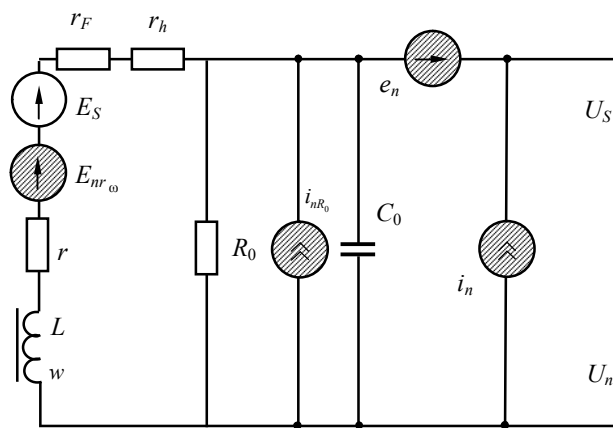 r_F
r_h
e_n
E_S
U_S
E_{nr_ω}
i_{nR_0}
C_0
r
R_0
i_n
L
w
U_n